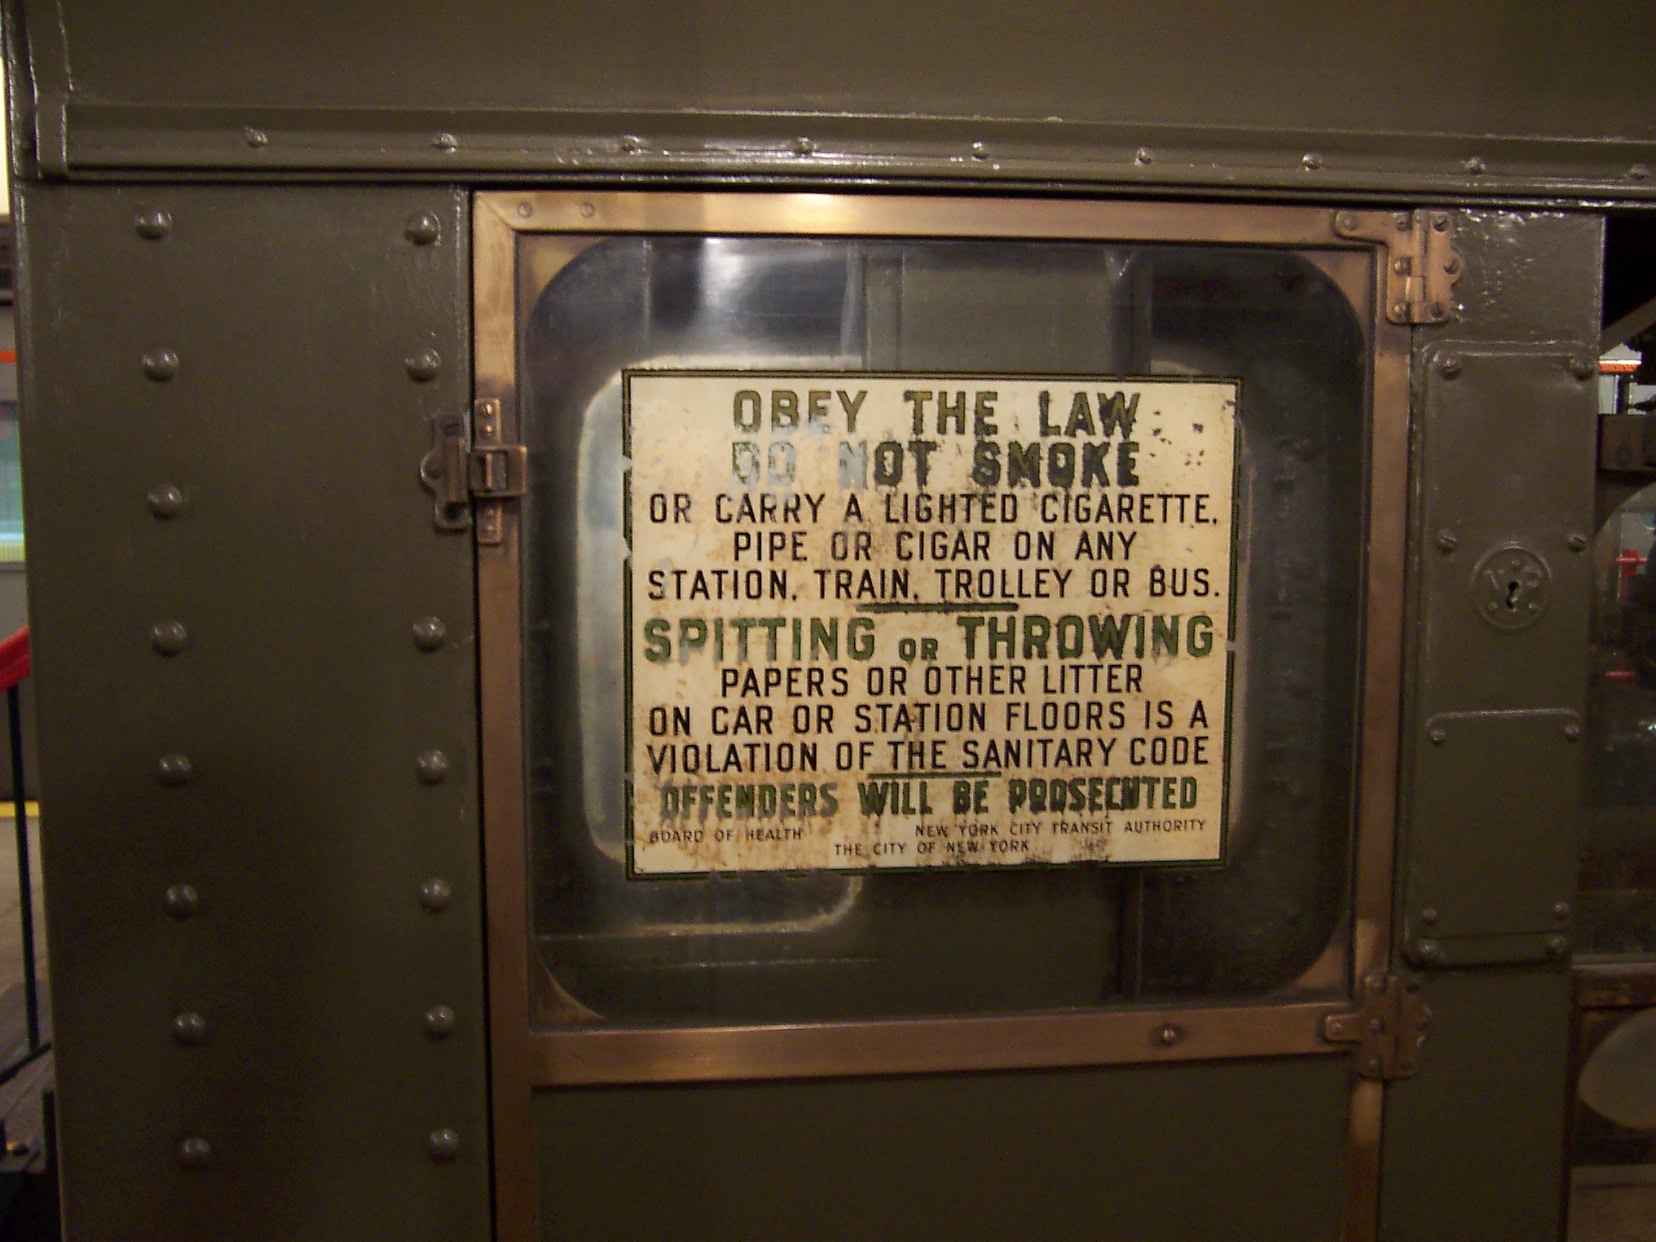 OBEY THE LAW
DO NOT SMOKE
OR CARRY A LIGHTED CIGARETTE,
PIPE OR CIGAR ON ANY
STATION, TRAIN, TROLLEY OR BUS.
SPITTING OR THROWING
PAPERS OR OTHER LITTER
ON CAR OR STATION FLOORS IS A
VIOLATION OF THE SANITARY CODE
OFFENDERS WILL BE PROSECUTED
BOARD OF HEALTH NEW YORK CITY TRANSIT AUTHORITY
THE CITY OF NEW YORK